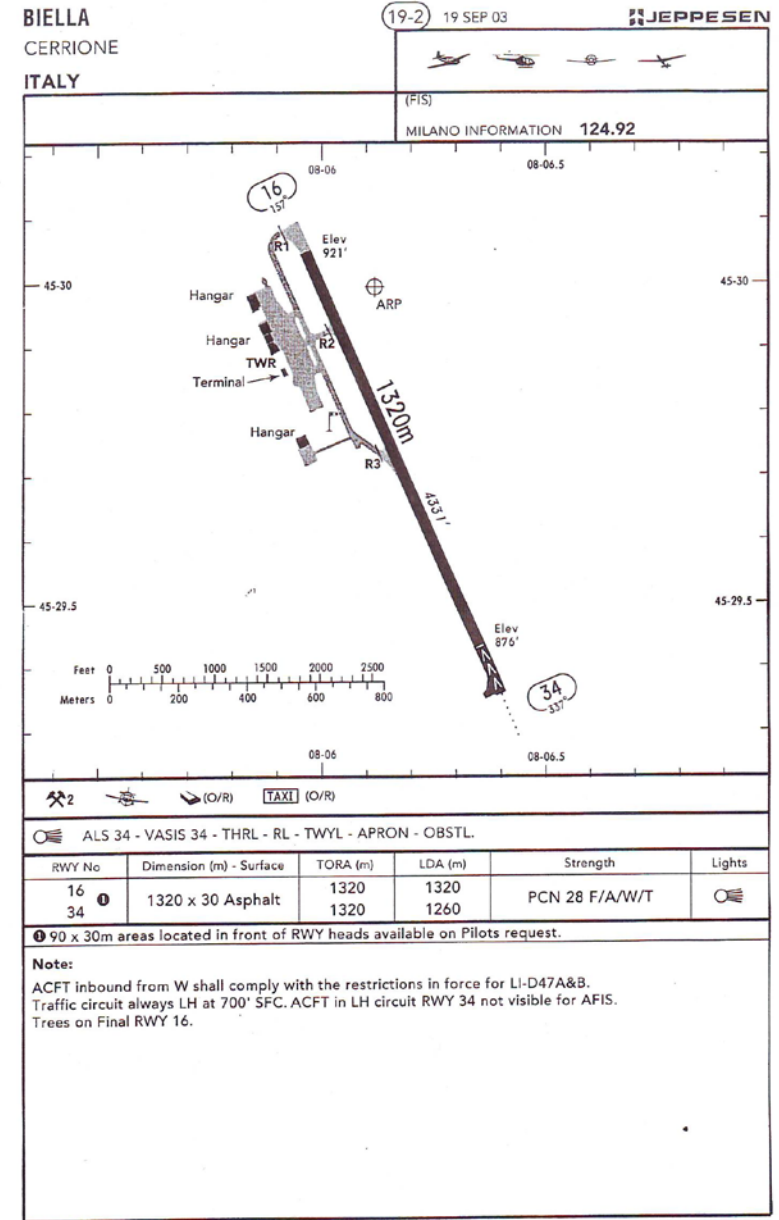 BIELLA
19-2 19 SEP 03 JEPPESEN
CERRIONE
ITALY
(FIS)
MILANO INFORMATION 124.92
08-06 08-06.5
16
157°
R1
Elev
921'
45-30 45-30
ARP
Hangar
Hangar
R2
TWR
Terminal
1320m
Hangar
R3
4331'
45-29.5 45-29.5
Elev
876'
Feet 0 500 1000 1500 2000 2500
Meters 0 200 400 600 800
34
337°
08-06 08-06.5
2 (O/R) TAXI (O/R)
ALS 34 - VASIS 34 - THRL - RL - TWYL - APRON - OBSTL.
RWY No Dimension (m) - Surface TORA (m) LDA (m) Strength Lights
16 1320 1320
❶ 1320 x 30 Asphalt PCN 28 F/A/W/T
34 1320 1260
❶ 90 x 30m areas located in front of RWY heads available on Pilots request.
Note:
ACFT inbound from W shall comply with the restrictions in force for LI-D47A&B.
Traffic circuit always LH at 700' SFC. ACFT in LH circuit RWY 34 not visible for AFIS.
Trees on Final RWY 16.